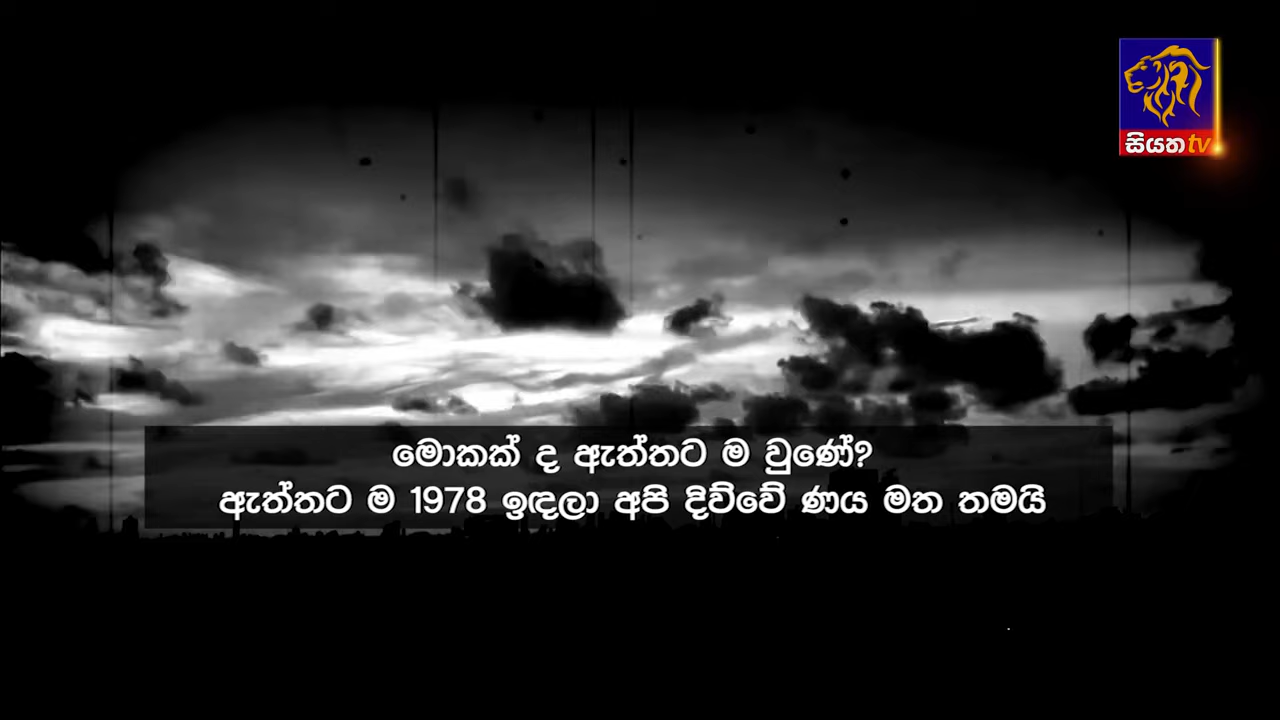 සියත tv
මොකක් ද ඇත්තට ම වුණේ?
ඇත්තට ම 1978 ඉඳලා අපි දිව්වේ ණය මත තමයි